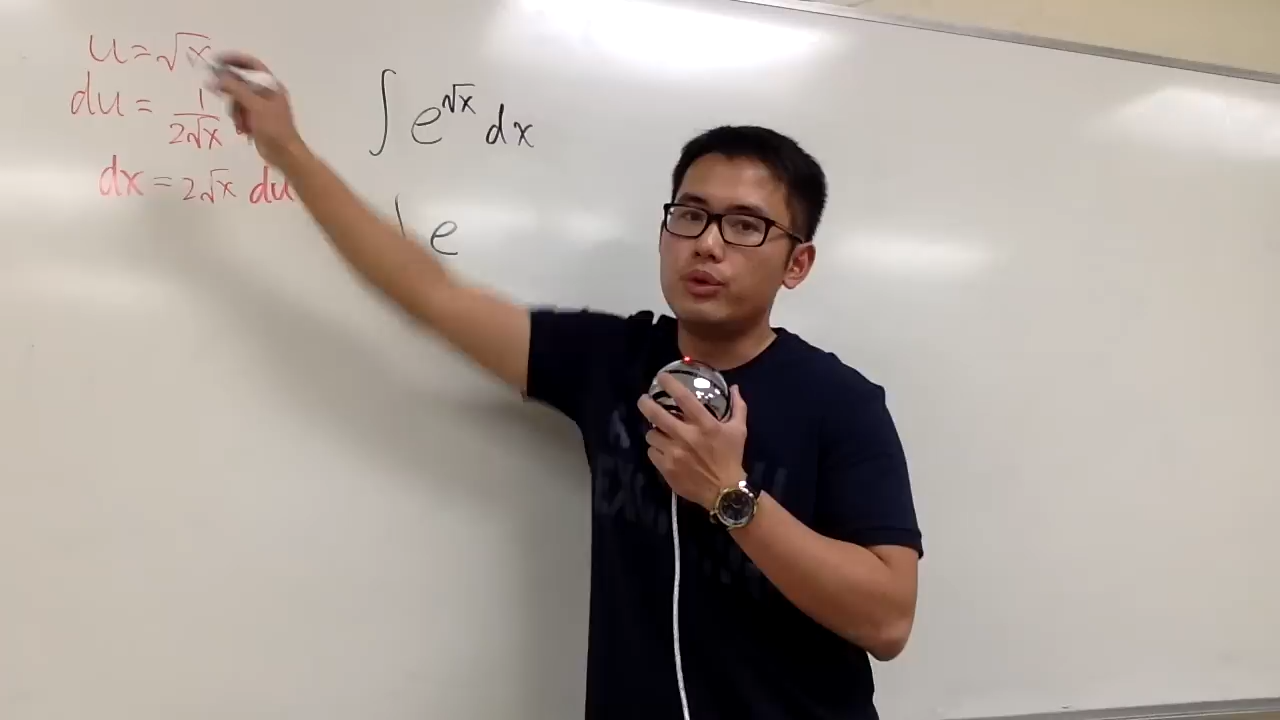 u = √x
du = 1/(2√x)
dx = 2√x du
∫ e^√x dx
∫ e